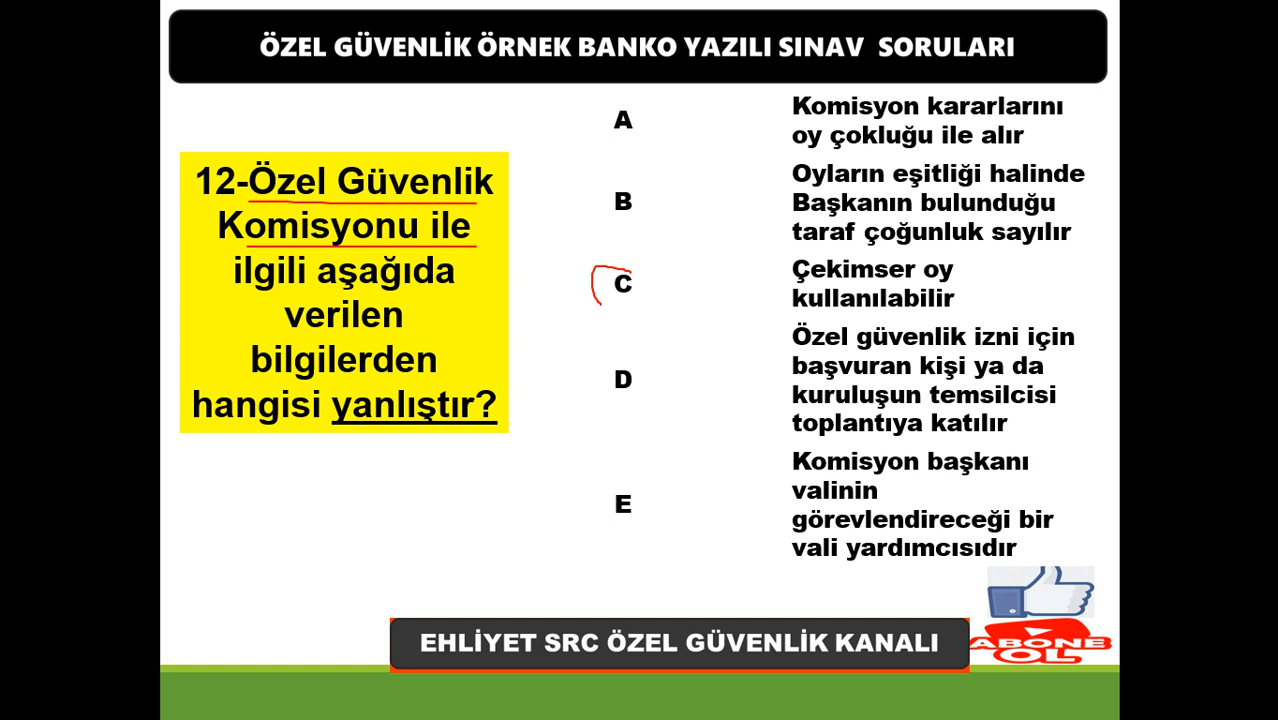 ÖZEL GÜVENLİK ÖRNEK BANKO YAZILI SINAV SORULARI
12-Özel Güvenlik
Komisyonu ile
ilgili aşağıda
verilen
bilgilerden
hangisi yanlıştır?
A
Komisyon kararlarını
oy çokluğu ile alır
B
Oyların eşitliği halinde
Başkanın bulunduğu
taraf çoğunluk sayılır
C
Çekimser oy
kullanılabilir
D
Özel güvenlik izni için
başvuran kişi ya da
kuruluşun temsilcisi
toplantıya katılır
E
Komisyon başkanı
valinin
görevlendireceği bir
vali yardımcısıdır
EHLİYET SRC ÖZEL GÜVENLİK KANALI
ABONE
OL